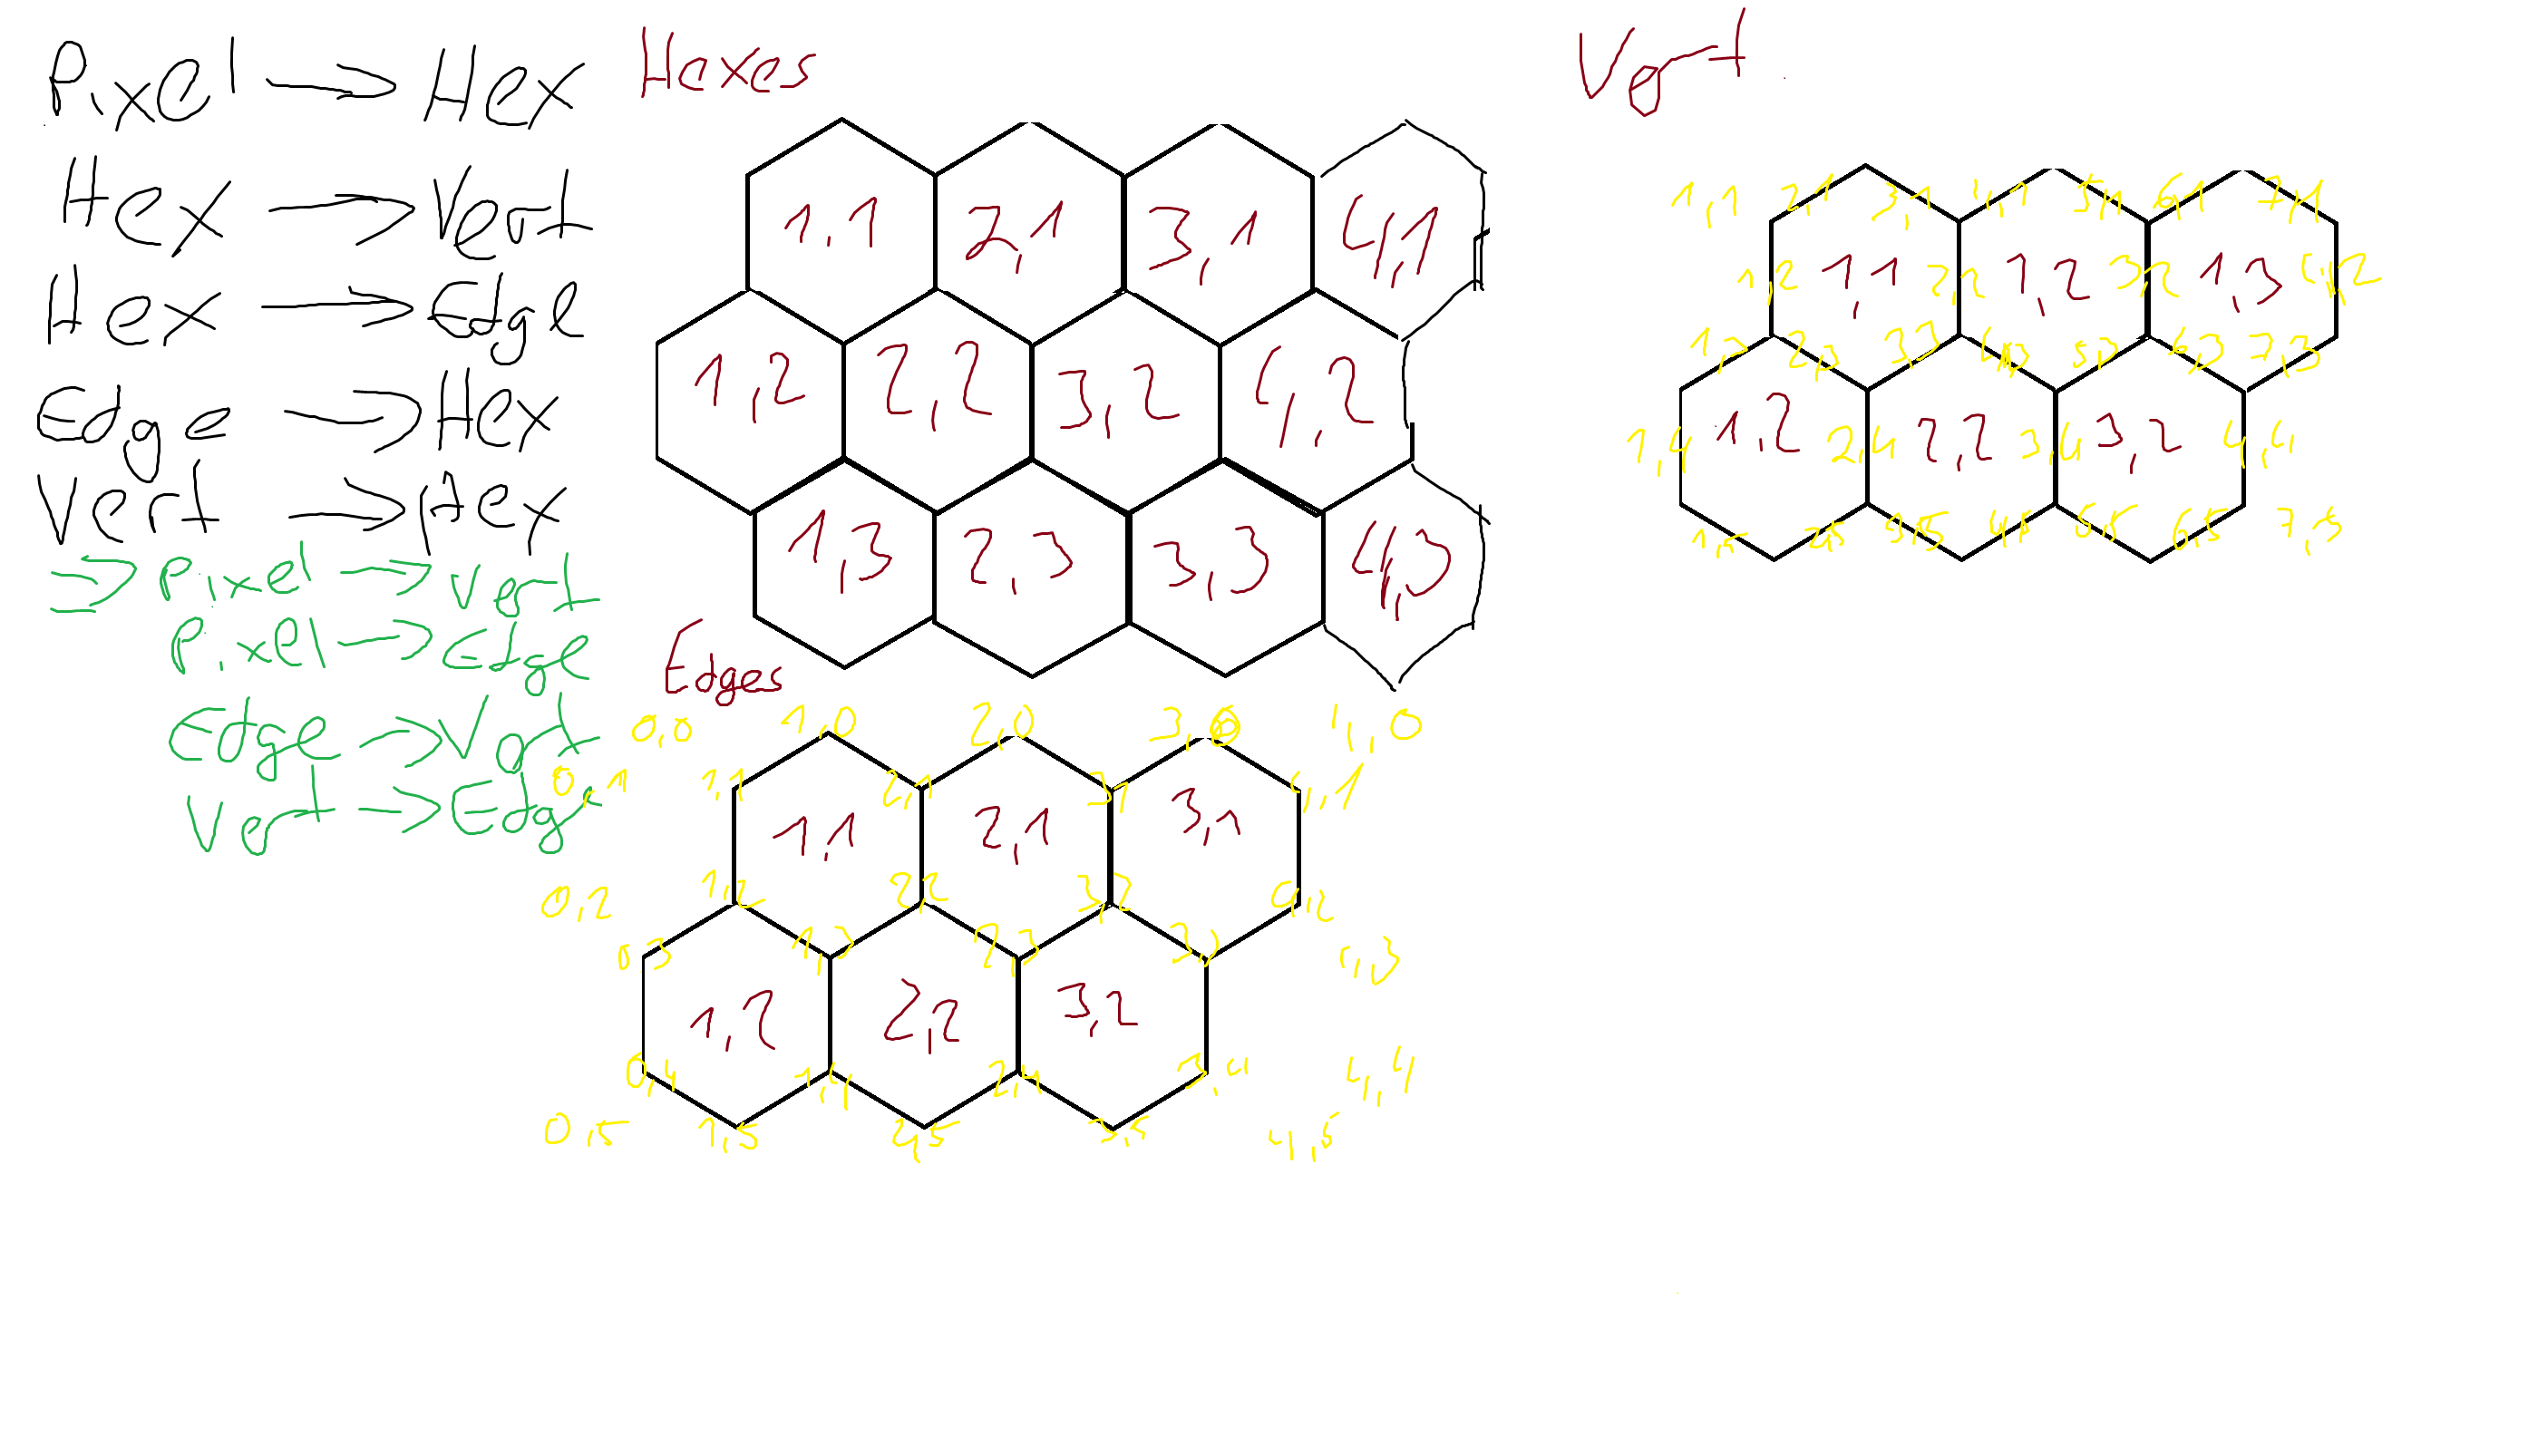 Pixel → Hex
Hex → Vert
Hex → Edge
Edge → Hex
Vert → Hex
⇒ Pixel → Vert
Pixel → Edge
Edge → Vert
Vert → Edge
Hexes
1,1 2,1 3,1 4,1
1,2 2,2 3,2 4,2
1,3 2,3 3,3 4,3
Edges
0,0 1,0 2,0 3,0 4,0
0,1 1,1 2,1 3,1 4,1
1,1 2,1 3,1
0,2 1,2 2,2 3,2 4,2
0,3 1,3 2,3 3,3 4,3
1,2 2,2 3,2
0,4 1,4 2,4 3,4 4,4
0,5 1,5 2,5 3,5 4,5
Vert
1,1 2,1 3,1 4,1 5,1 6,1 7,1
1,2 1,1 2,2 1,2 3,2 1,3 4,2
1,3 2,3 3,3 4,3 5,3 6,3 7,3
1,4 1,2 2,4 2,2 3,4 3,2 4,4
1,5 2,5 3,5 4,5 5,5 6,5 7,5